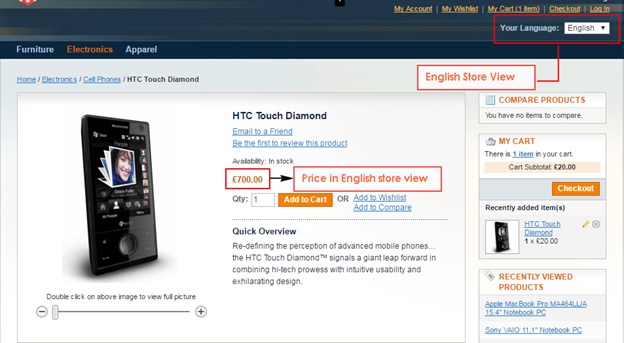 My Account | My Wishlist | My Cart (1 item) | Checkout | Log In
Your Language: English
Furniture Electronics Apparel
English Store View
Home / Electronics / Cell Phones / HTC Touch Diamond
HTC Touch Diamond
Email to a Friend
Be the first to review this product
Availability: In stock
£700.00
Price in English store view
Qty: 1 Add to Cart OR Add to Wishlist
Add to Compare
Quick Overview
Re-defining the perception of advanced mobile phones...
the HTC Touch Diamond™ signals a giant leap forward in
combining hi-tech prowess with intuitive usability and
exhilarating design.
Double click on above image to view full picture
COMPARE PRODUCTS
You have no items to compare.
MY CART
There is 1 item in your cart.
Cart Subtotal: £20.00
Checkout
Recently added item(s)
HTC Touch
Diamond
1 x £20.00
RECENTLY VIEWED
PRODUCTS
Apple MacBook Pro MA464LL/A
15.4" Notebook PC
Sony VAIO 11.1" Notebook PC